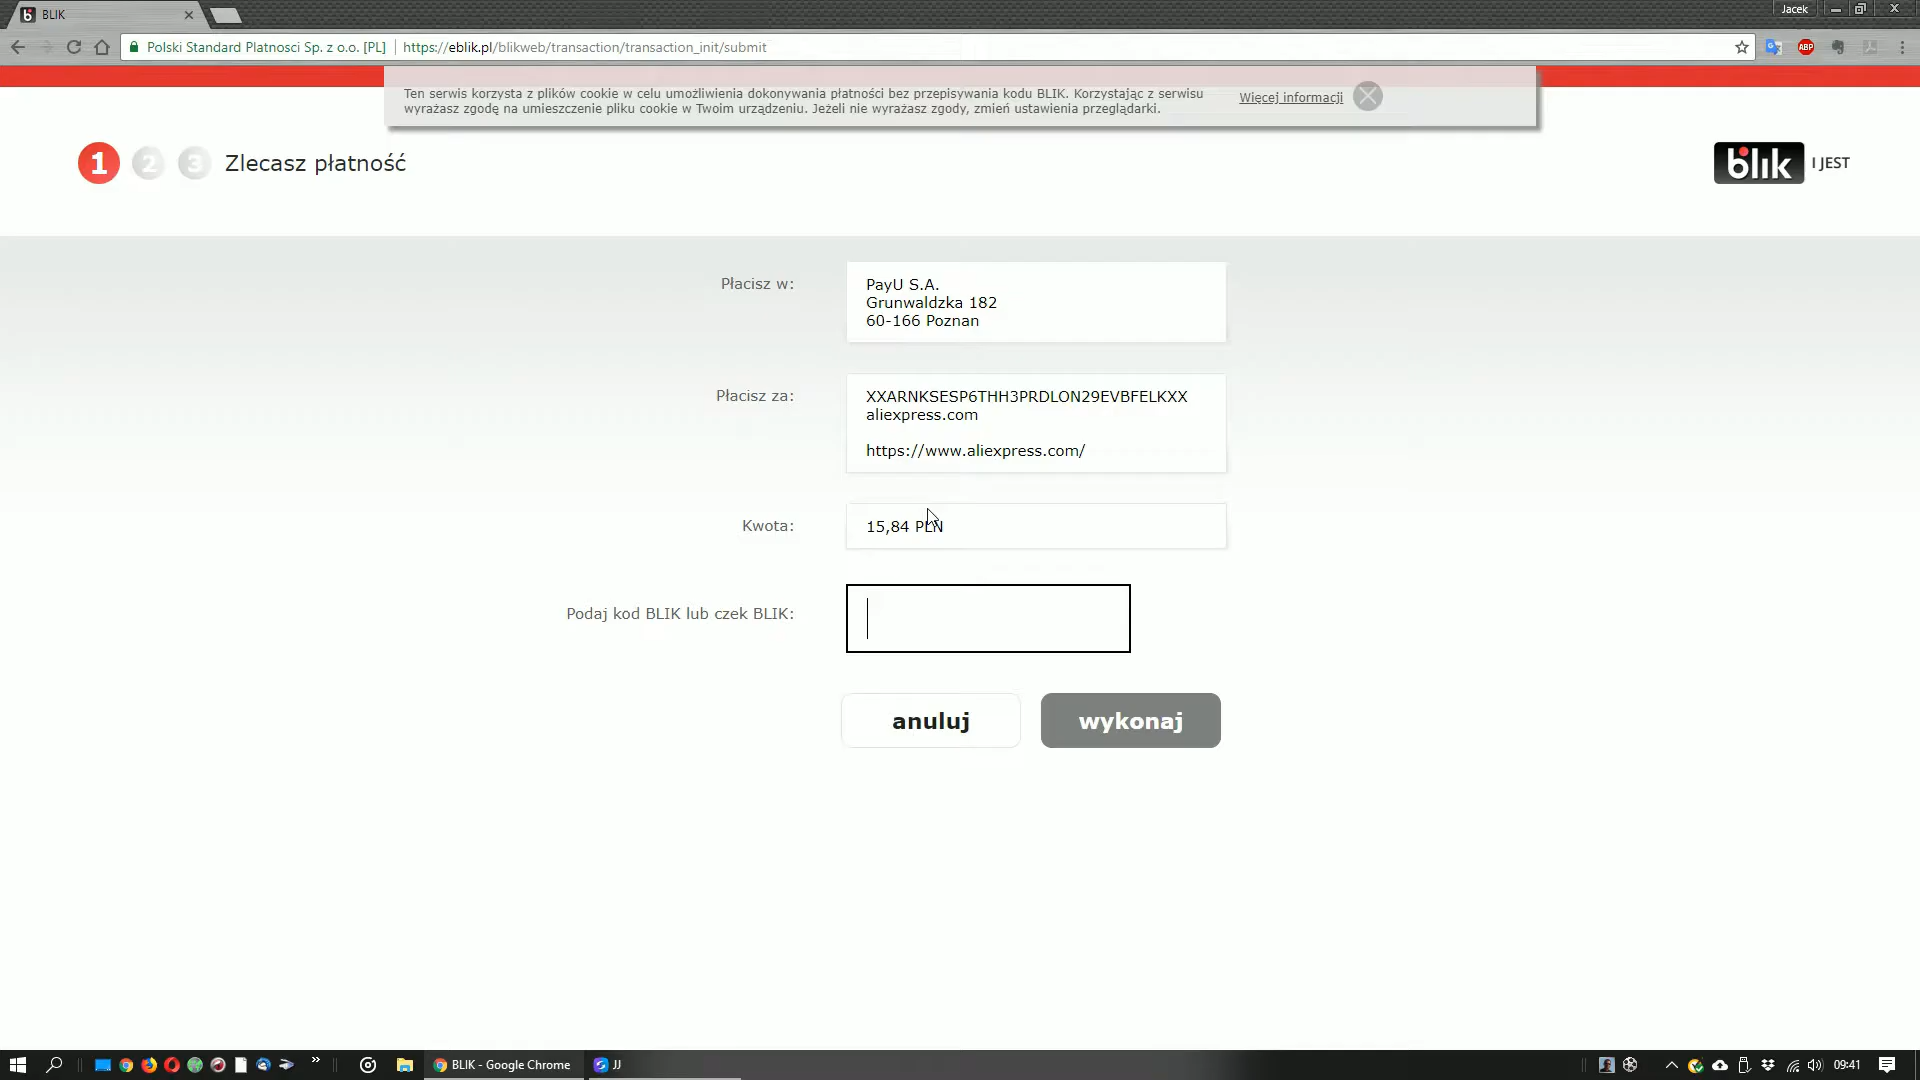 BLIK
Jacek
Polski Standard Platnosci Sp. z o.o. [PL]
https://eblik.pl/blikweb/transaction/transaction_init/submit
ABP
Ten serwis korzysta z plików cookie w celu umożliwienia dokonywania płatności bez przepisywania kodu BLIK. Korzystając z serwisu
wyrażasz zgodę na umieszczenie pliku cookie w Twoim urządzeniu. Jeżeli nie wyrażasz zgody, zmień ustawienia przeglądarki.
Więcej informacji
1 2 3 Zlecasz płatność
blik I JEST
Płacisz w:
PayU S.A.
Grunwaldzka 182
60-166 Poznan
Płacisz za:
XXARNKSESP6THH3PRDLON29EVBFELKXX
aliexpress.com
https://www.aliexpress.com/
Kwota:
15,84 PLN
Podaj kod BLIK lub czek BLIK:
anuluj
wykonaj
BLIK - Google Chrome
JJ
09:41